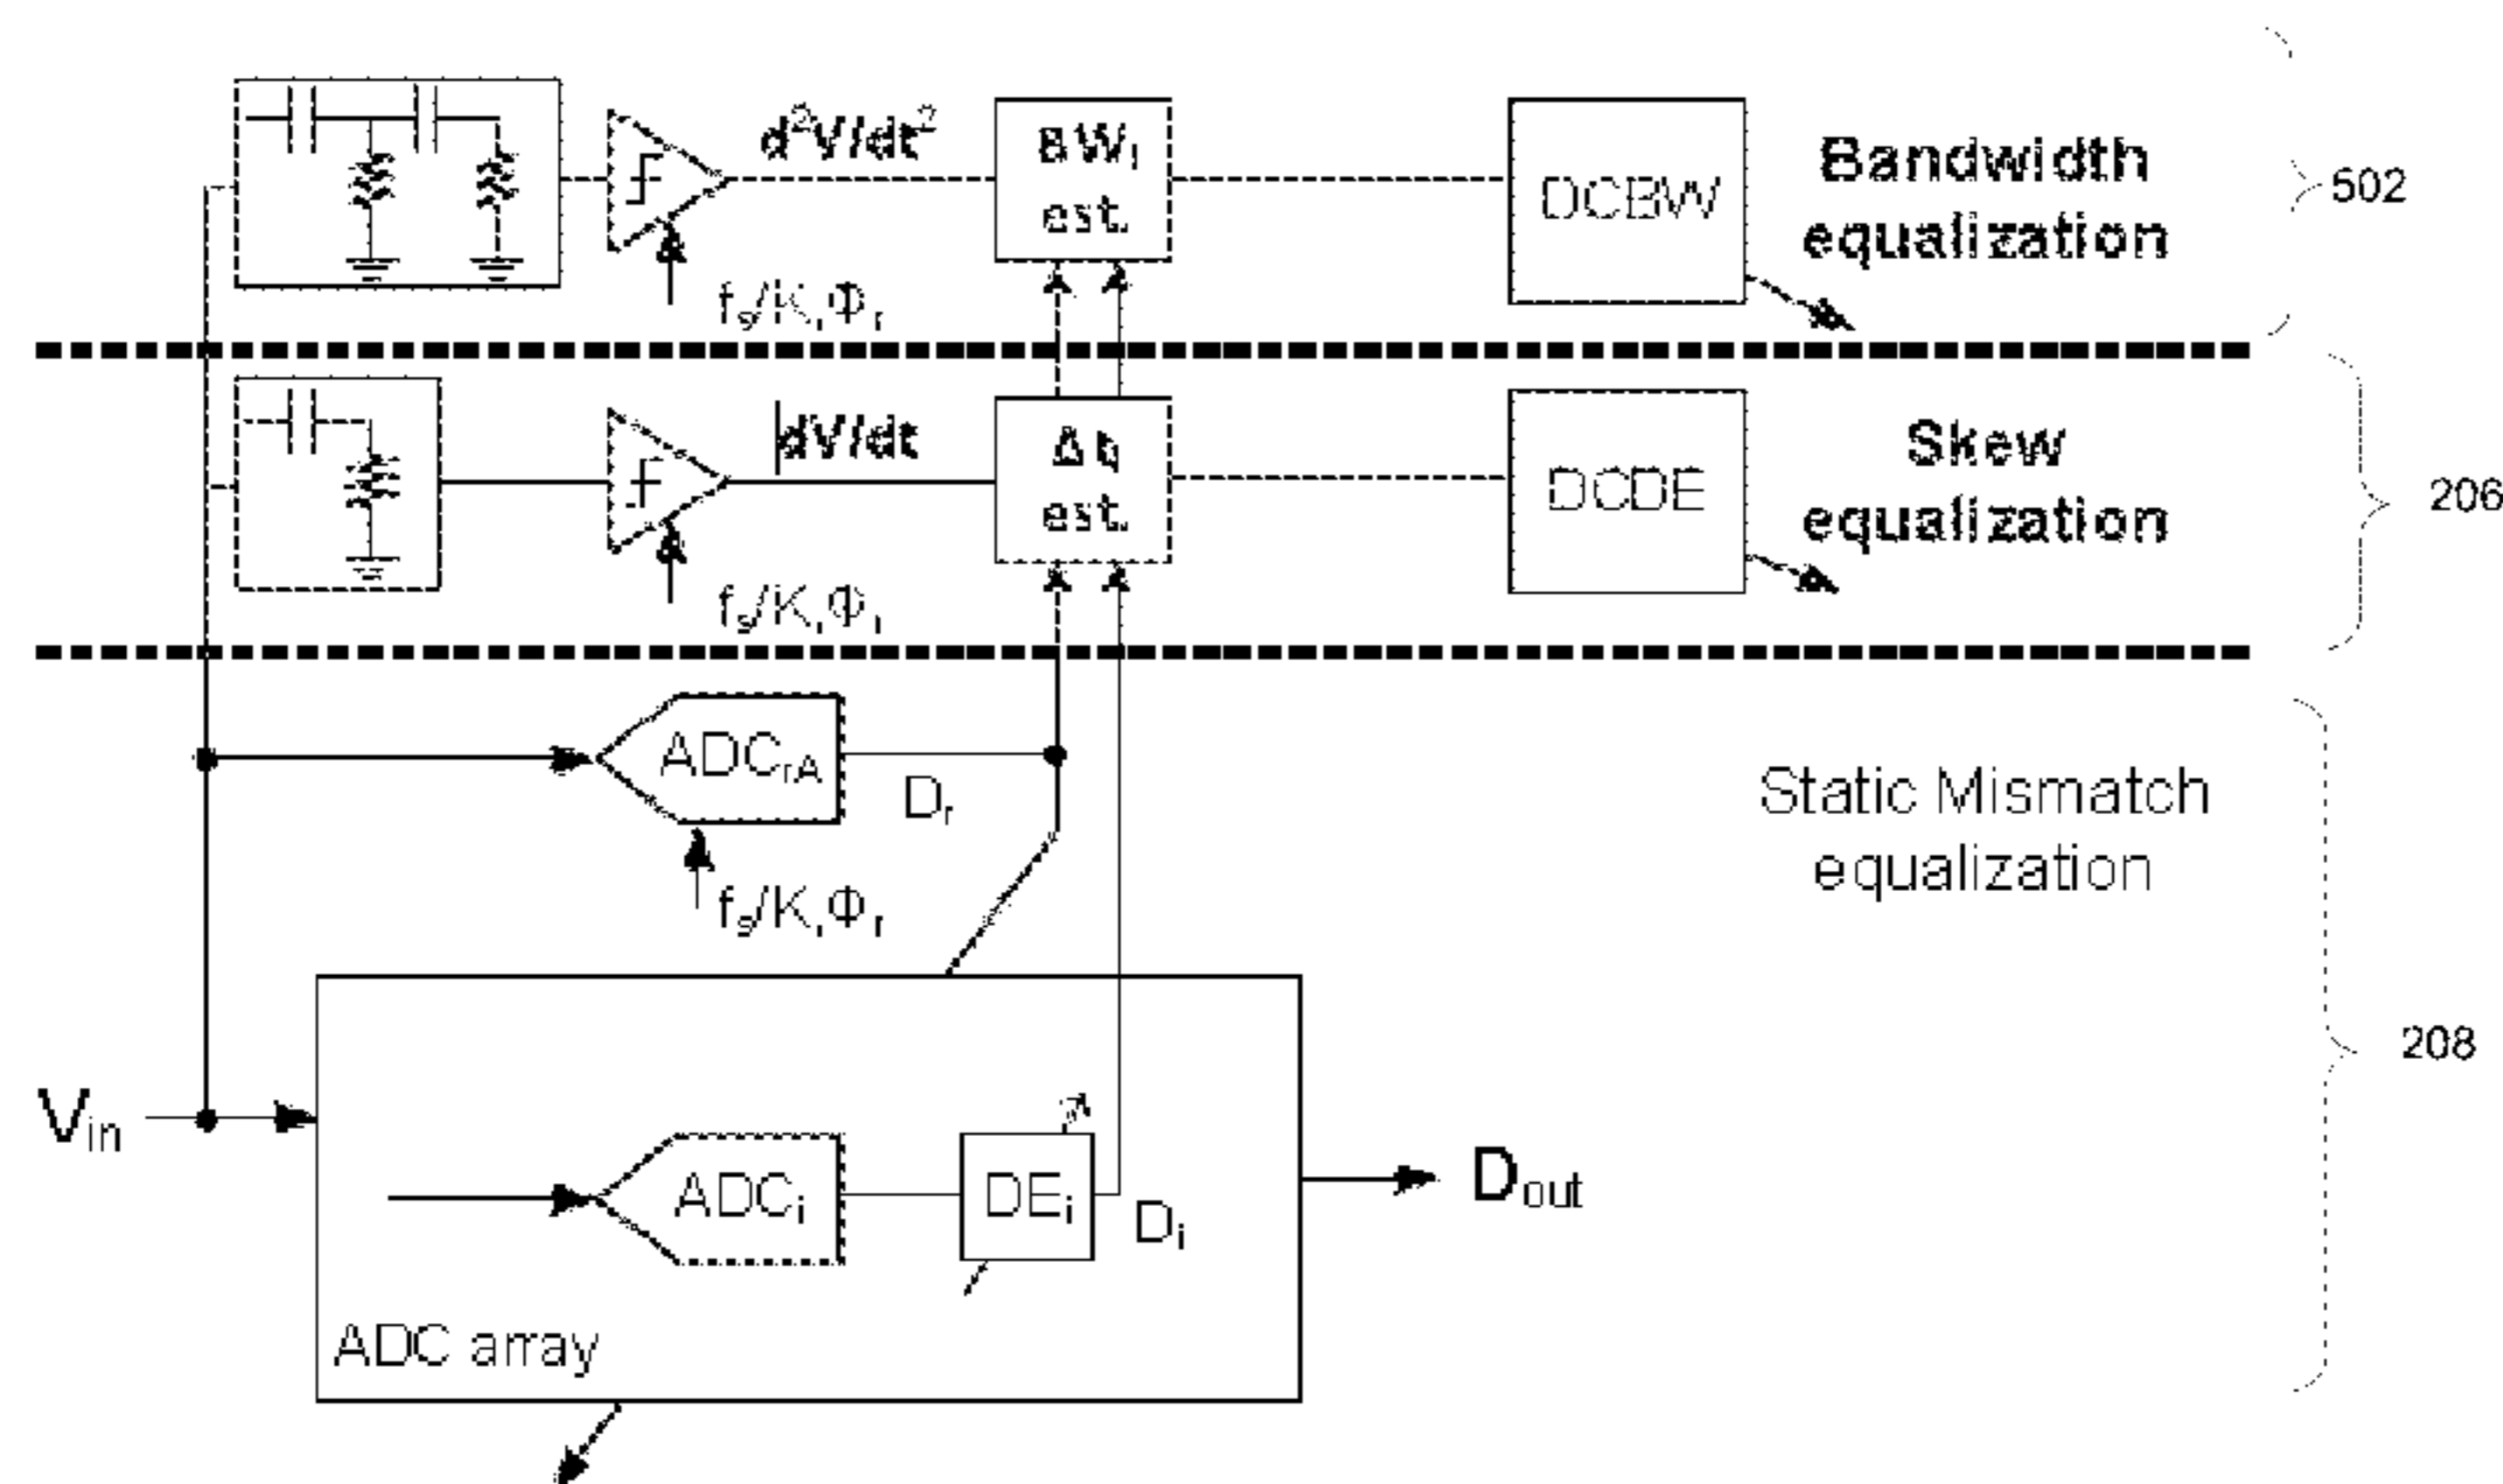 d²V/dt²
BWᵢ
est.
DCBW
Bandwidth
equalization
502
fₛ/K,Φᵣ
dV/dt
est.
DCDE
Skew
equalization
206
fₛ/K,Φᵣ
ADCrA
Dᵣ
fₛ/K,Φᵣ
Static Mismatch
equalization
208
Vin
ADCᵢ
DEᵢ
Dᵢ
Dout
ADC array